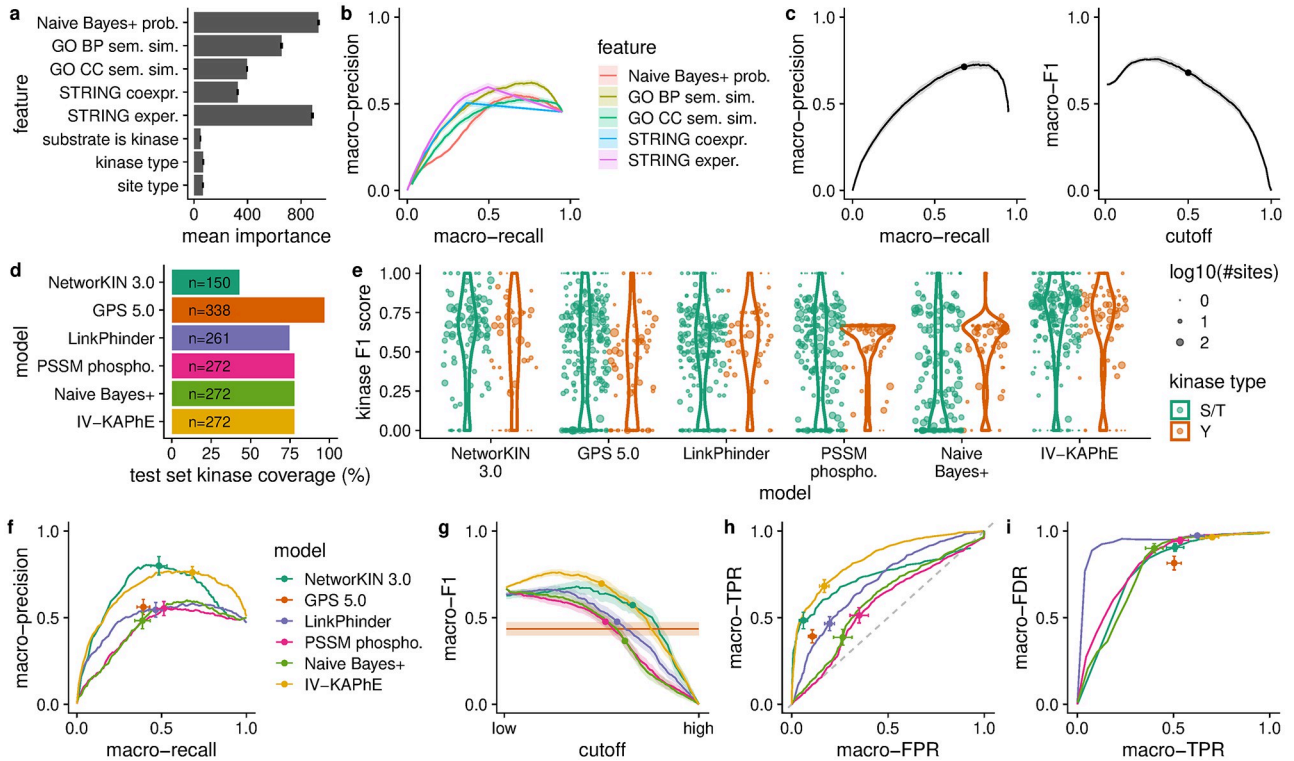 a
Naive Bayes+ prob.
GO BP sem. sim.
GO CC sem. sim.
STRING coexpr.
STRING exper.
substrate is kinase
kinase type
site type
feature
0 400 800
mean importance
b
macro−precision
1.0
0.5
0.0
0.0 0.5 1.0
macro−recall
feature
Naive Bayes+ prob.
GO BP sem. sim.
GO CC sem. sim.
STRING coexpr.
STRING exper.
c
macro−precision
1.0
0.5
0.0
0.0 0.5 1.0
macro−recall
macro−F1
1.0
0.5
0.0
0.0 0.5 1.0
cutoff
d
model
NetworKIN 3.0 n=150
GPS 5.0 n=338
LinkPhinder n=261
PSSM phospho. n=272
Naive Bayes+ n=272
IV−KAPhE n=272
0 25 50 75 100
test set kinase coverage (%)
e
kinase F1 score
1.00
0.75
0.50
0.25
0.00
NetworKIN
3.0
GPS 5.0
LinkPhinder
PSSM
phospho.
Naive
Bayes+
IV−KAPhE
model
log10(#sites)
0
1
2
kinase type
S/T
Y
f
macro−precision
1.0
0.5
0.0
0.0 0.5 1.0
macro−recall
model
NetworKIN 3.0
GPS 5.0
LinkPhinder
PSSM phospho.
Naive Bayes+
IV−KAPhE
g
macro−F1
1.0
0.5
0.0
low high
cutoff
h
macro−TPR
1.0
0.5
0.0
0.0 0.5 1.0
macro−FPR
i
macro−FDR
1.0
0.5
0.0
0.0 0.5 1.0
macro−TPR